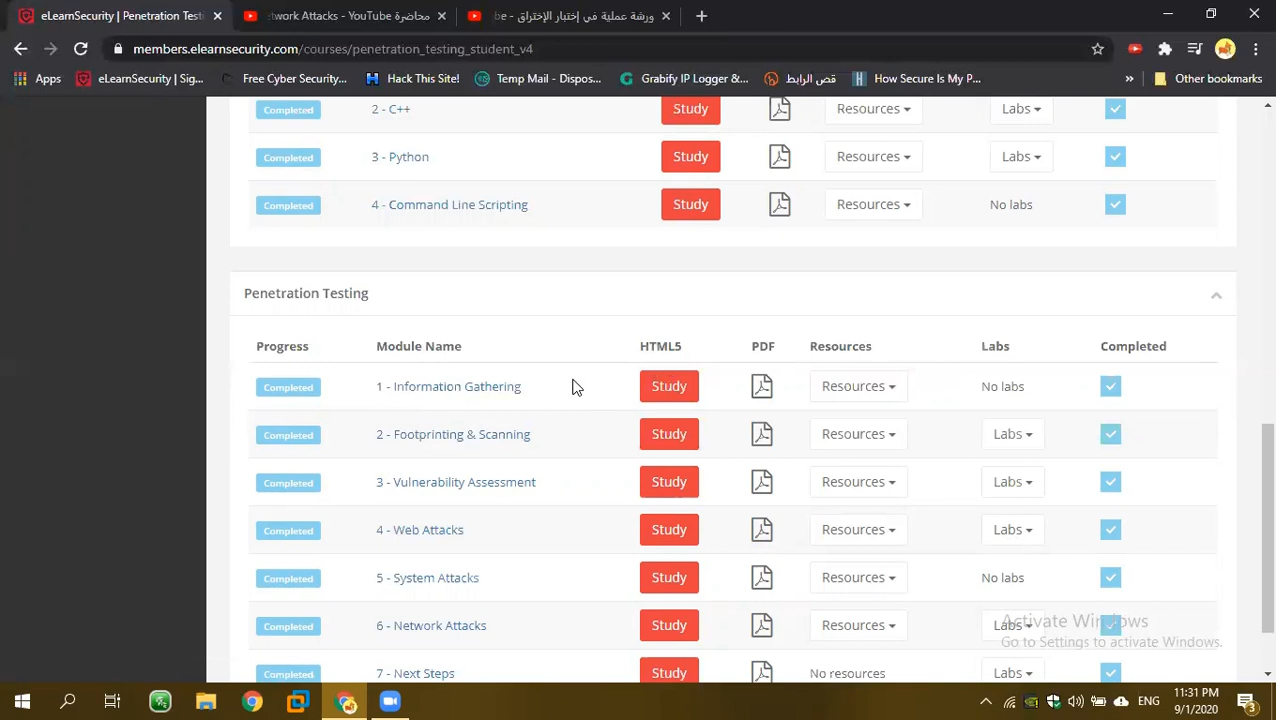 eLearnSecurity | Penetration Testi
etwork Attacks - YouTube محاضرة
ورشة عملية في إختبار الإختراق - be
members.elearnsecurity.com/courses/penetration_testing_student_v4
Apps
eLearnSecurity | Sig...
Free Cyber Security...
Hack This Site!
Temp Mail - Dispos...
Grabify IP Logger &...
قص الرابط
How Secure Is My P...
»
Other bookmarks
Completed 2 - C++ Study Resources Labs
Completed 3 - Python Study Resources Labs
Completed 4 - Command Line Scripting Study Resources No labs
Penetration Testing
Progress Module Name HTML5 PDF Resources Labs Completed
Completed 1 - Information Gathering Study Resources No labs
Completed 2 - Footprinting & Scanning Study Resources Labs
Completed 3 - Vulnerability Assessment Study Resources Labs
Completed 4 - Web Attacks Study Resources Labs
Completed 5 - System Attacks Study Resources No labs
Completed 6 - Network Attacks Study Resources Labs
Completed 7 - Next Steps Study No resources Labs
Activate Windows
Go to Settings to activate Windows.
ENG
11:31 PM
9/1/2020
3